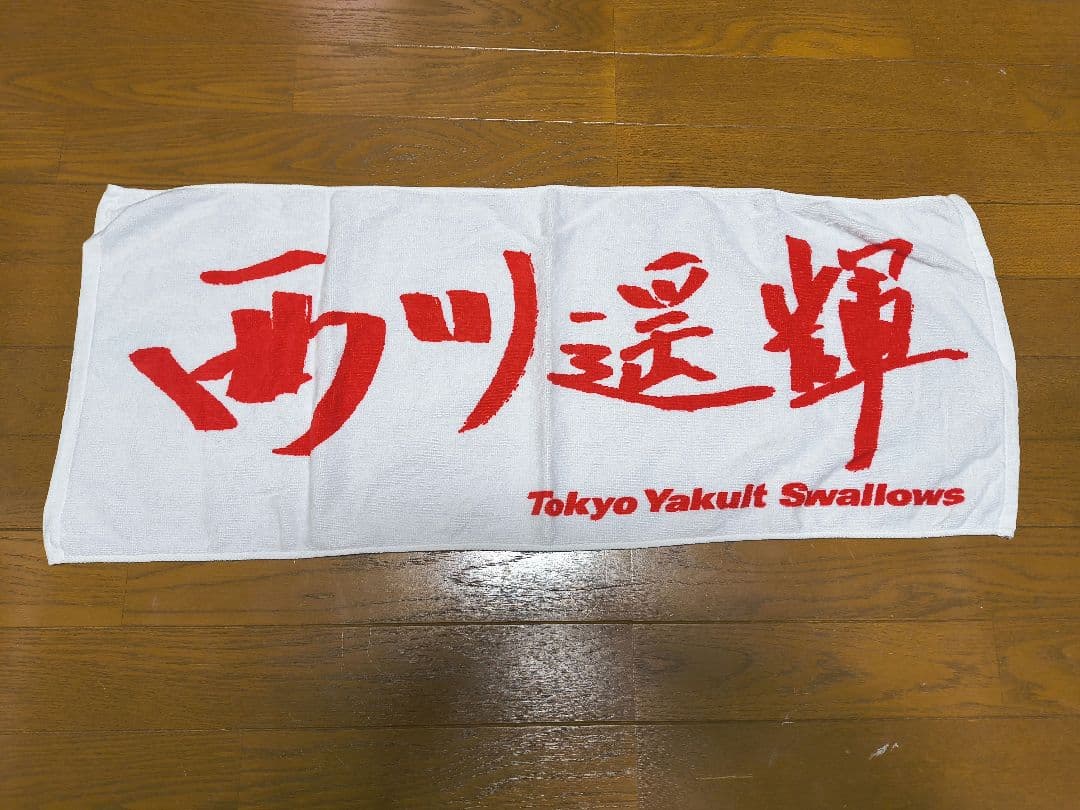 西川遥輝
Tokyo Yakult Swallows